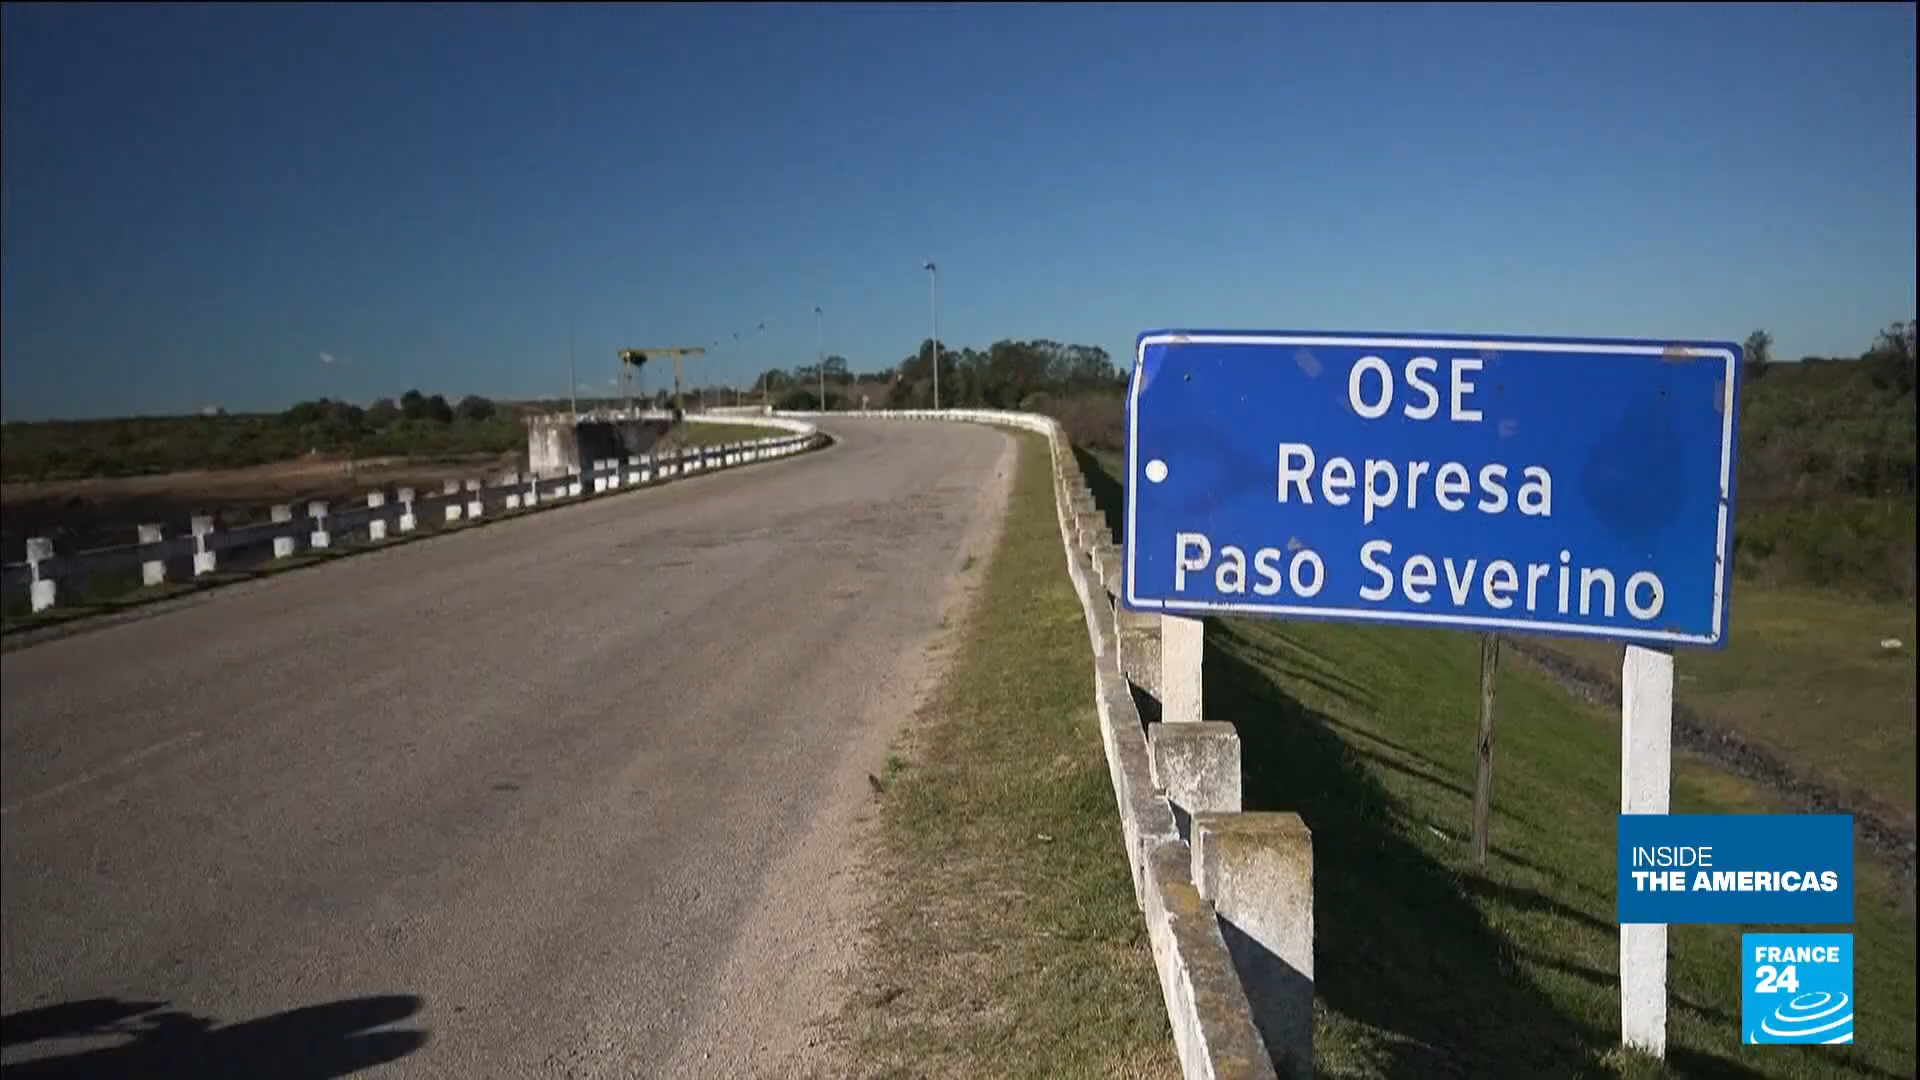 OSE
Represa
Paso Severino
INSIDE
THE AMERICAS
FRANCE
24